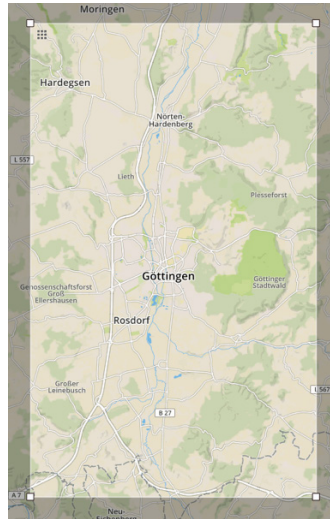 Moringen
Hardegsen
Nörten-
Hardenberg
L 557
Lieth
Plesseforst
Göttingen
Göttinger
Stadtwald
Genossenschaftsforst
Groß
Ellershausen
Rosdorf
Großer
Leinebusch
L 567
B 27
A 7
Neu-
Eichenberg